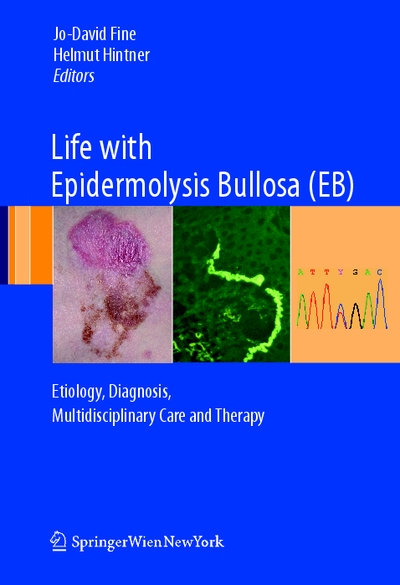 Jo-David Fine
Helmut Hintner
Editors
Life with
Epidermolysis Bullosa (EB)
A T T Y G A C
Etiology, Diagnosis,
Multidisciplinary Care and Therapy
SpringerWienNewYork